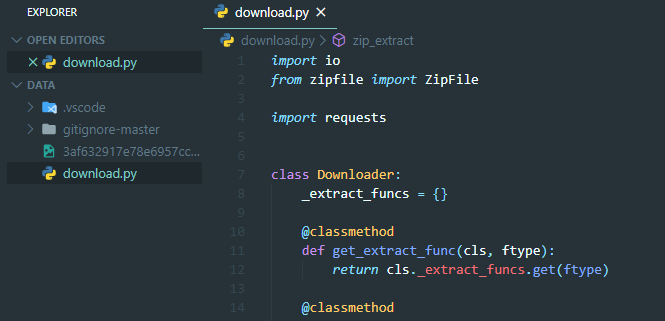 EXPLORER
OPEN EDITORS
download.py
DATA
.vscode
gitignore-master
3af632917e78e6957cc...
download.py
download.py
download.py > zip_extract
1 import io
2 from zipfile import ZipFile
3
4 import requests
5
6
7 class Downloader:
8     _extract_funcs = {}
9
10     @classmethod
11     def get_extract_func(cls, ftype):
12         return cls._extract_funcs.get(ftype)
13
14     @classmethod